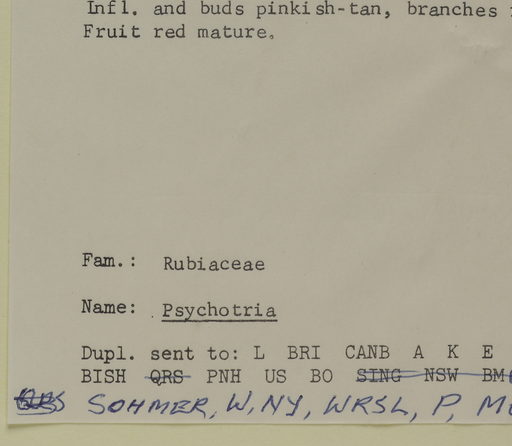 Infl. and buds pinkish-tan, branches
Fruit red mature.
Fam.: Rubiaceae
Name: Psychotria
Dupl. sent to: L BRI CANB A K E
BISH QRS PNH US BO SING NSW BM
QRS SOHMER, W, NY, WRSL, P,